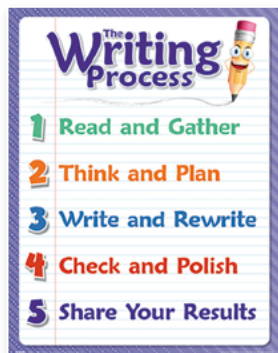 The
Writing
Process
1 Read and Gather
2 Think and Plan
3 Write and Rewrite
4 Check and Polish
5 Share Your Results